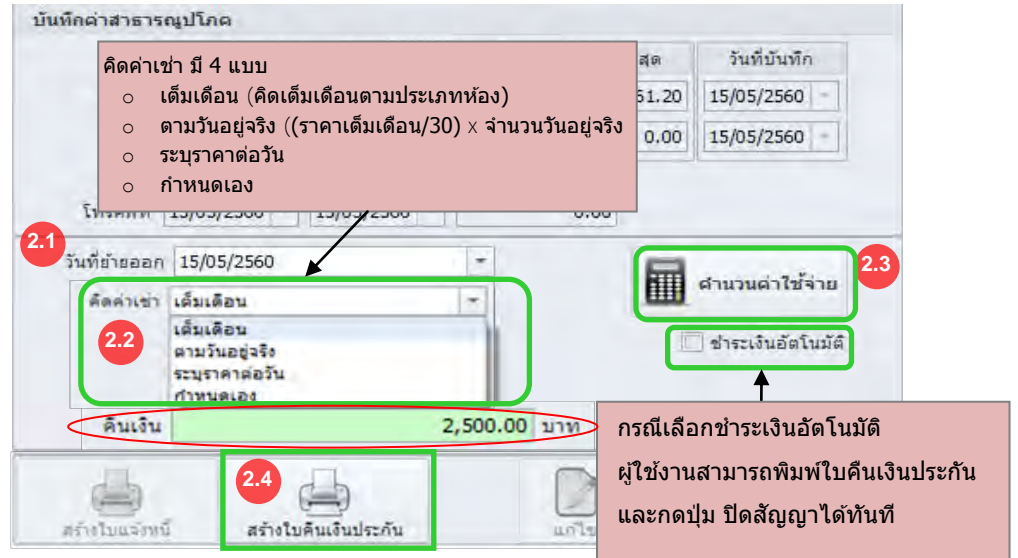 บันทึกค่าสาธารณูปโภค
คิดค่าเช่า มี 4 แบบ
○ เต็มเดือน (คิดเต็มเดือนตามประเภทห้อง)
○ ตามวันอยู่จริง ((ราคาเต็มเดือน/30) x จำนวนวันอยู่จริง
○ ระบุราคาต่อวัน
○ กำหนดเอง
สุด วันที่บันทึก
51.20 15/05/2560
0.00 15/05/2560
โทรศัพท์ 15/05/2560 15/05/2560 0.00
2.1
วันที่ย้ายออก 15/05/2560
2.2
คิดค่าเช่า เต็มเดือน
เต็มเดือน
ตามวันอยู่จริง
ระบุราคาต่อวัน
กำหนดเอง
2.3
คำนวนค่าใช้จ่าย
ชำระเงินอัตโนมัติ
คืนเงิน 2,500.00 บาท
กรณีเลือกชำระเงินอัตโนมัติ
ผู้ใช้งานสามารถพิมพ์ใบคืนเงินประกัน
และกดปุ่ม ปิดสัญญาได้ทันที
สร้างใบแจ้งหนี้
2.4
สร้างใบคืนเงินประกัน
แก้ไข